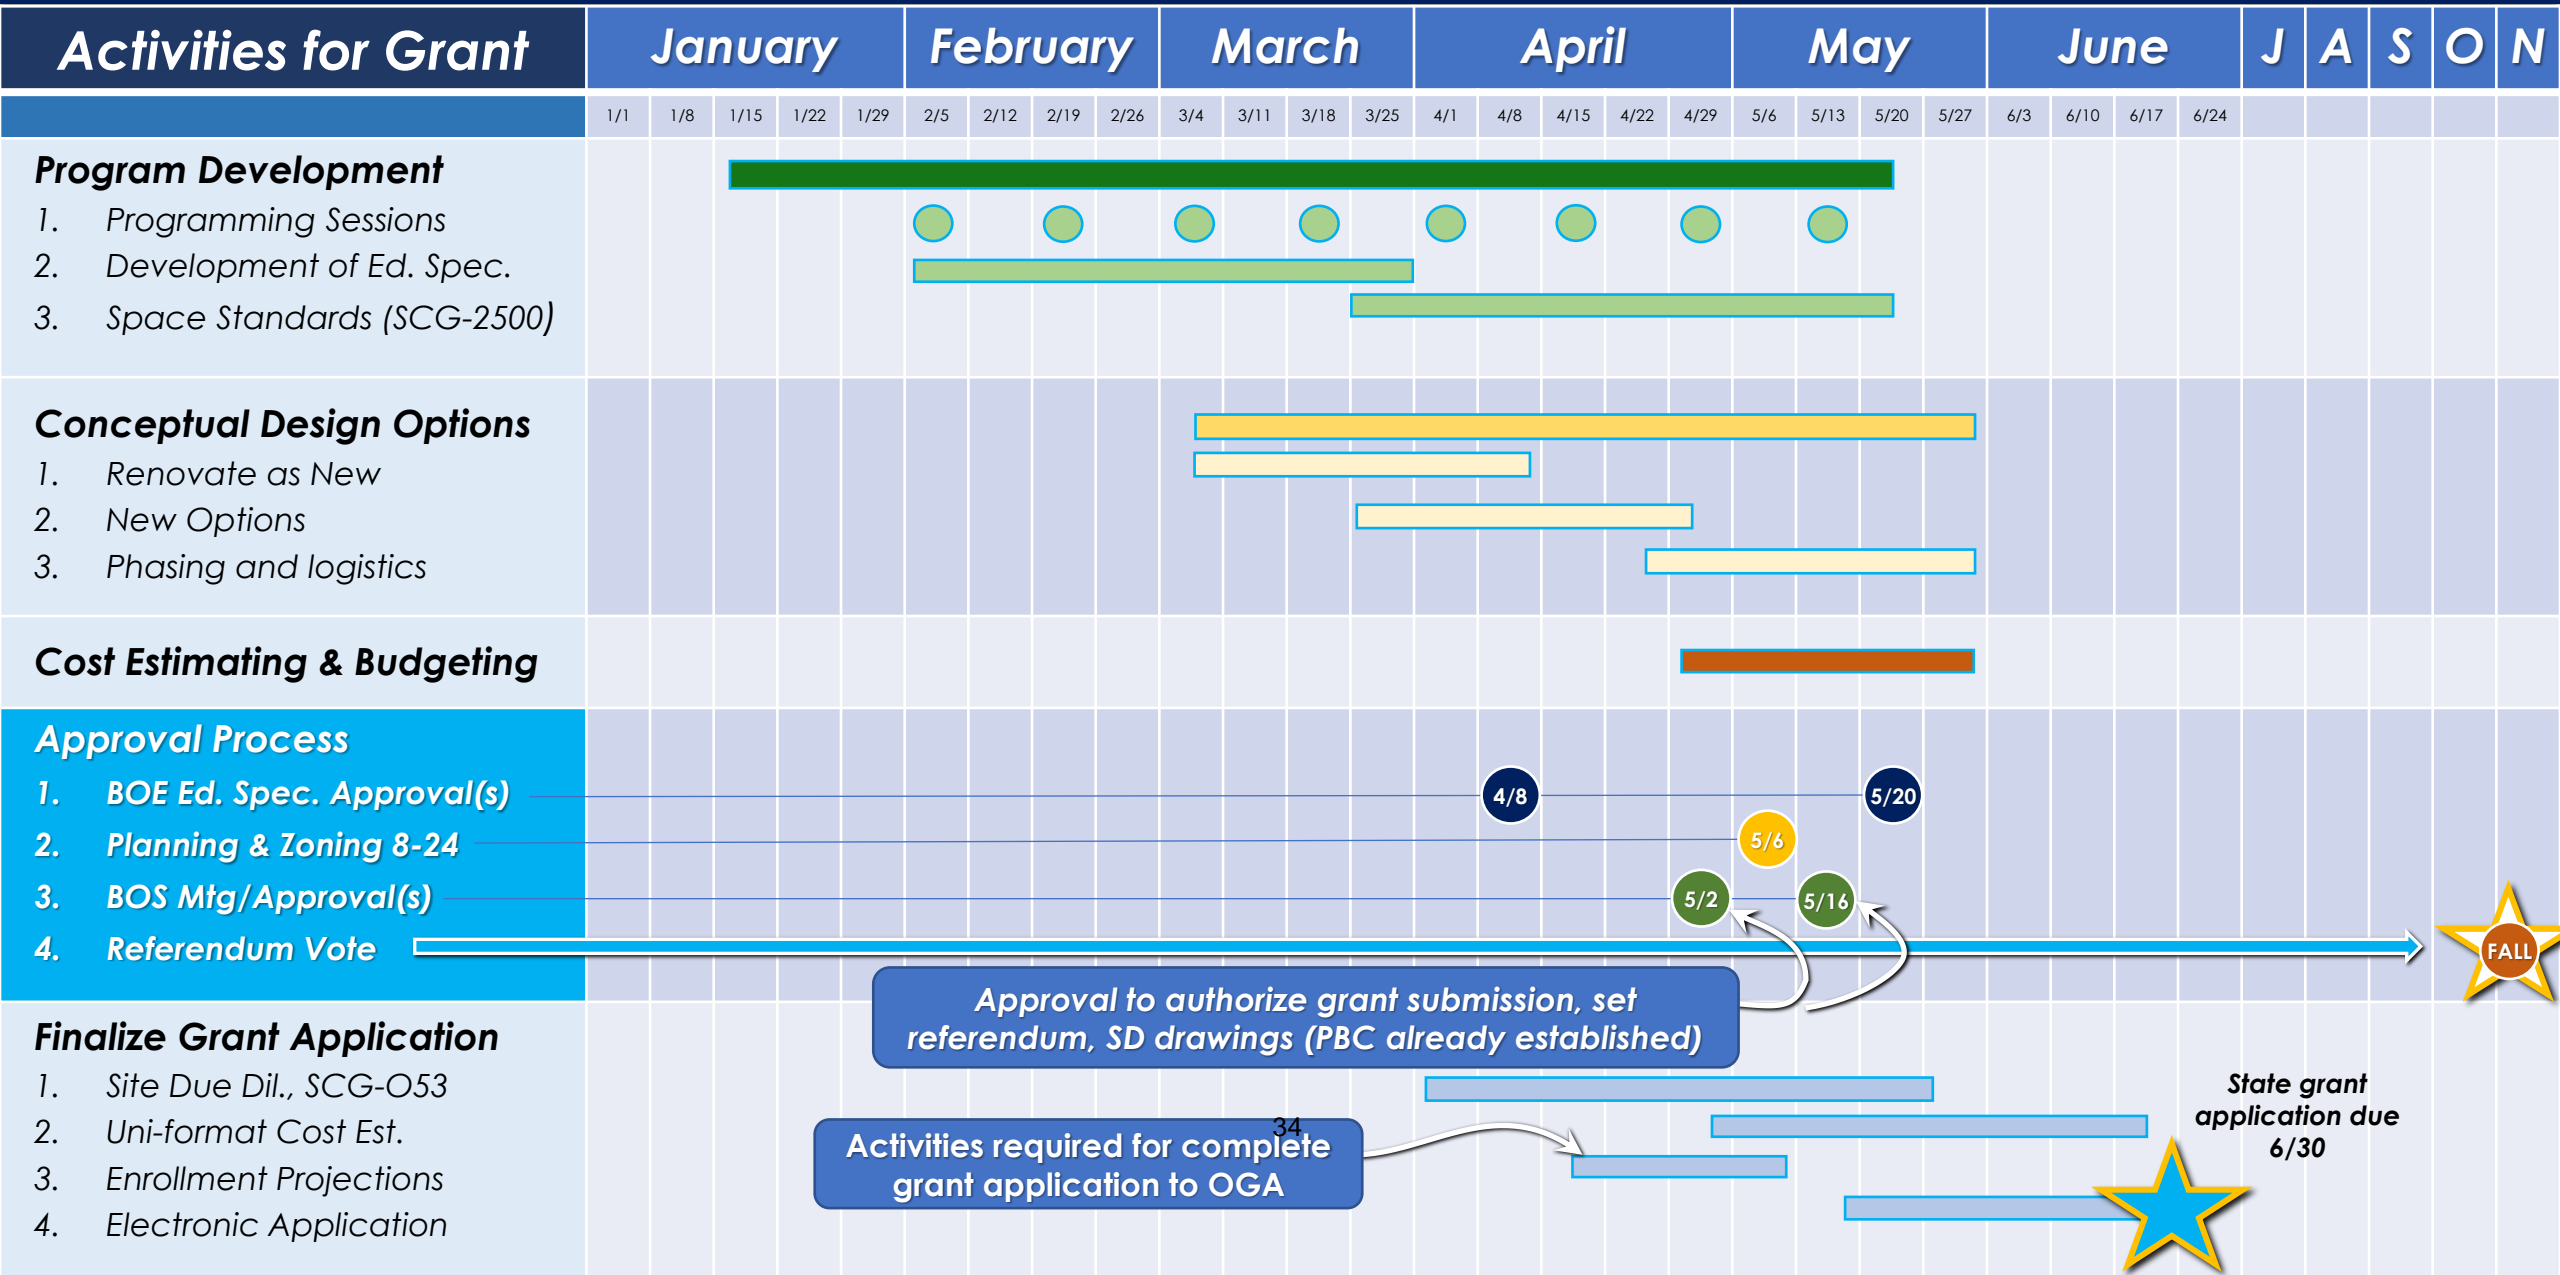 Activities for Grant
January February March April May June J A S O N
1/1 1/8 1/15 1/22 1/29 2/5 2/12 2/19 2/26 3/4 3/11 3/18 3/25 4/1 4/8 4/15 4/22 4/29 5/6 5/13 5/20 5/27 6/3 6/10 6/17 6/24
Program Development
1. Programming Sessions
2. Development of Ed. Spec.
3. Space Standards (SCG-2500)
Conceptual Design Options
1. Renovate as New
2. New Options
3. Phasing and logistics
Cost Estimating & Budgeting
Approval Process
1. BOE Ed. Spec. Approval(s)
4/8 5/20
2. Planning & Zoning 8-24
5/6
3. BOS Mtg/Approval(s)
5/2 5/16
4. Referendum Vote
FALL
Approval to authorize grant submission, set
referendum, SD drawings (PBC already established)
Finalize Grant Application
1. Site Due Dil., SCG-O53
2. Uni-format Cost Est.
3. Enrollment Projections
4. Electronic Application
34
Activities required for complete
grant application to OGA
State grant
application due
6/30